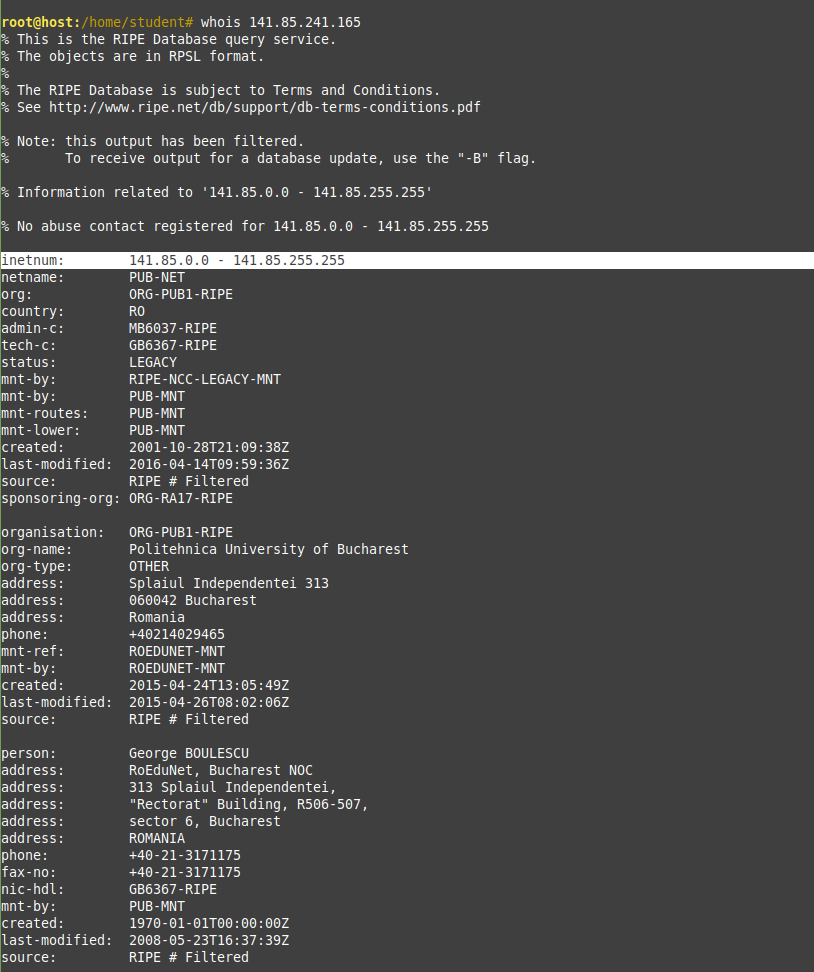 root@host:/home/student# whois 141.85.241.165
% This is the RIPE Database query service.
% The objects are in RPSL format.
%
% The RIPE Database is subject to Terms and Conditions.
% See http://www.ripe.net/db/support/db-terms-conditions.pdf

% Note: this output has been filtered.
%       To receive output for a database update, use the "-B" flag.

% Information related to '141.85.0.0 - 141.85.255.255'

% No abuse contact registered for 141.85.0.0 - 141.85.255.255

inetnum:        141.85.0.0 - 141.85.255.255
netname:        PUB-NET
org:            ORG-PUB1-RIPE
country:        RO
admin-c:        MB6037-RIPE
tech-c:         GB6367-RIPE
status:         LEGACY
mnt-by:         RIPE-NCC-LEGACY-MNT
mnt-by:         PUB-MNT
mnt-routes:     PUB-MNT
mnt-lower:      PUB-MNT
created:        2001-10-28T21:09:38Z
last-modified:  2016-04-14T09:59:36Z
source:         RIPE # Filtered
sponsoring-org: ORG-RA17-RIPE

organisation:   ORG-PUB1-RIPE
org-name:       Politehnica University of Bucharest
org-type:       OTHER
address:        Splaiul Independentei 313
address:        060042 Bucharest
address:        Romania
phone:          +40214029465
mnt-ref:        ROEDUNET-MNT
mnt-by:         ROEDUNET-MNT
created:        2015-04-24T13:05:49Z
last-modified:  2015-04-26T08:02:06Z
source:         RIPE # Filtered

person:         George BOULESCU
address:        RoEduNet, Bucharest NOC
address:        313 Splaiul Independentei,
address:        "Rectorat" Building, R506-507,
address:        sector 6, Bucharest
address:        ROMANIA
phone:          +40-21-3171175
fax-no:         +40-21-3171175
nic-hdl:        GB6367-RIPE
mnt-by:         PUB-MNT
created:        1970-01-01T00:00:00Z
last-modified:  2008-05-23T16:37:39Z
source:         RIPE # Filtered